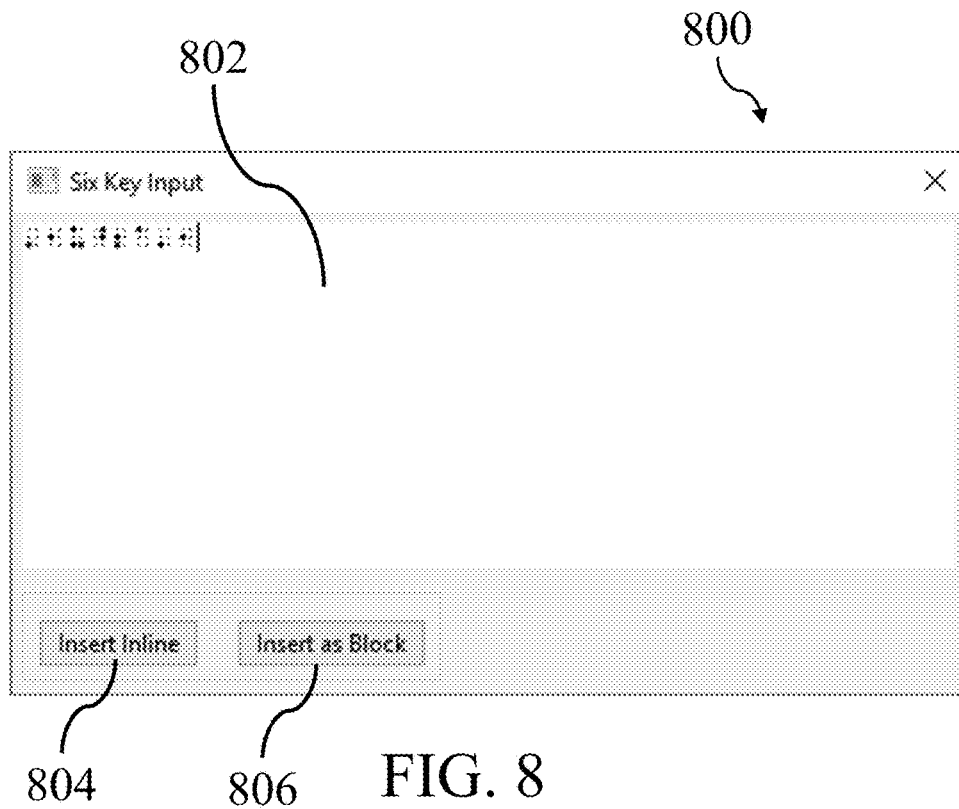 800
802
Six Key Input
Insert Inline
Insert as Block
804
806
FIG. 8